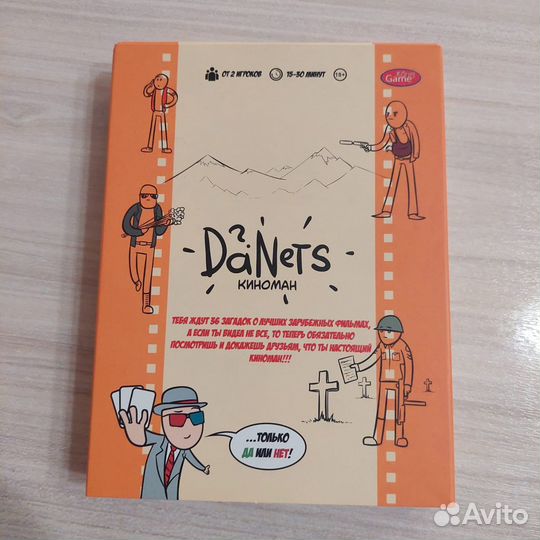 ОТ 2 ИГРОКОВ 15-30 МИНУТ 18+
Game
DaNeTs
КИНОМАН
ТЕБЯ ЖДУТ 36 ЗАГАДОК О ЛУЧШИХ ЗАРУБЕЖНЫХ ФИЛЬМАХ,
А ЕСЛИ ТЫ ВИДЕЛ НЕ ВСЕ, ТО ТЕПЕРЬ ОБЯЗАТЕЛЬНО
ПОСМОТРИШЬ И ДОКАЖЕШЬ ДРУЗЬЯМ, ЧТО ТЫ НАСТОЯЩИЙ
КИНОМАН!!!
...ТОЛЬКО
ДА ИЛИ НЕТ!
Avito